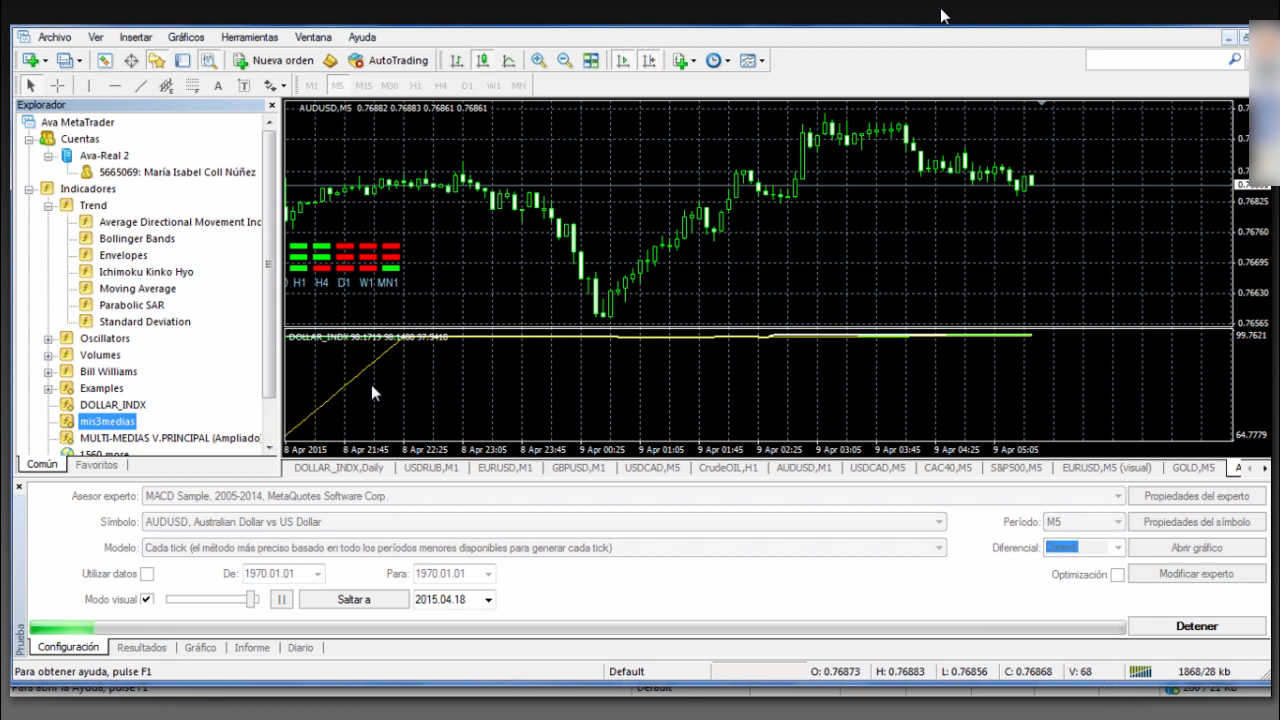 Archivo Ver Insertar Gráficos Herramientas Ventana Ayuda
Nueva orden AutoTrading
A T M1 M5 M15 M30 H1 H4 D1 W1 MN
Explorador
Ava MetaTrader
Cuentas
Ava-Real 2
5665069: María Isabel Coll Núñez
Indicadores
Trend
Average Directional Movement Inc
Bollinger Bands
Envelopes
Ichimoku Kinko Hyo
Moving Average
Parabolic SAR
Standard Deviation
Oscillators
Volumes
Bill Williams
Examples
DOLLAR_INDX
mis3medias
MULTI-MEDIAS V.PRINCIPAL (Ampliado)
1560 more
Común Favoritos
AUDUSD,M5 0.76882 0.76883 0.76861 0.76861
0.76825
0.76760
0.76695
0.76630
0.76565
H1 H4 D1 W1 MN1
DOLLAR_INDX
99.7621
64.7779
8 Apr 2015 8 Apr 21:45 8 Apr 22:25 8 Apr 23:05 8 Apr 23:45 9 Apr 00:25 9 Apr 01:05 9 Apr 01:45 9 Apr 02:25 9 Apr 03:05 9 Apr 03:45 9 Apr 04:25 9 Apr 05:05
DOLLAR_INDX,Daily USDRUB,M1 EURUSD,M1 GBPUSD,M1 USDCAD,M5 CrudeOIL,H1 AUDUSD,M1 USDCAD,M5 CAC40,M5 S&P500,M5 EURUSD,M5 (visual) GOLD,M5 A
Asesor experto: MACD Sample, 2005-2014, MetaQuotes Software Corp. Propiedades del experto
Símbolo: AUDUSD, Australian Dollar vs US Dollar Período: M5 Propiedades del símbolo
Modelo: Cada tick (el método más preciso basado en todo los períodos menores disponibles para generar cada tick) Diferencial: Current Abrir gráfico
Utilizar datos De: 1970.01.01 Para: 1970.01.01 Optimización Modificar experto
Modo visual Saltar a 2015.04.18
Detener
Prueba
Configuración Resultados Gráfico Informe Diario
Para obtener ayuda, pulse F1 Default O: 0.76873 H: 0.76883 L: 0.76856 C: 0.76868 V: 68 1868/28 kb
Para abrir la Ayuda, pulse F1 Default